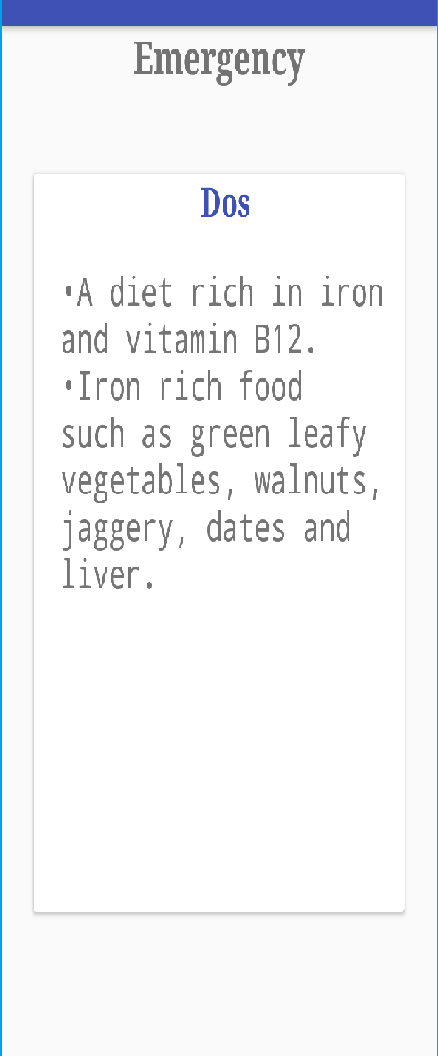 Emergency
Dos
•A diet rich in iron
and vitamin B12.
•Iron rich food
such as green leafy
vegetables, walnuts,
jaggery, dates and
liver.